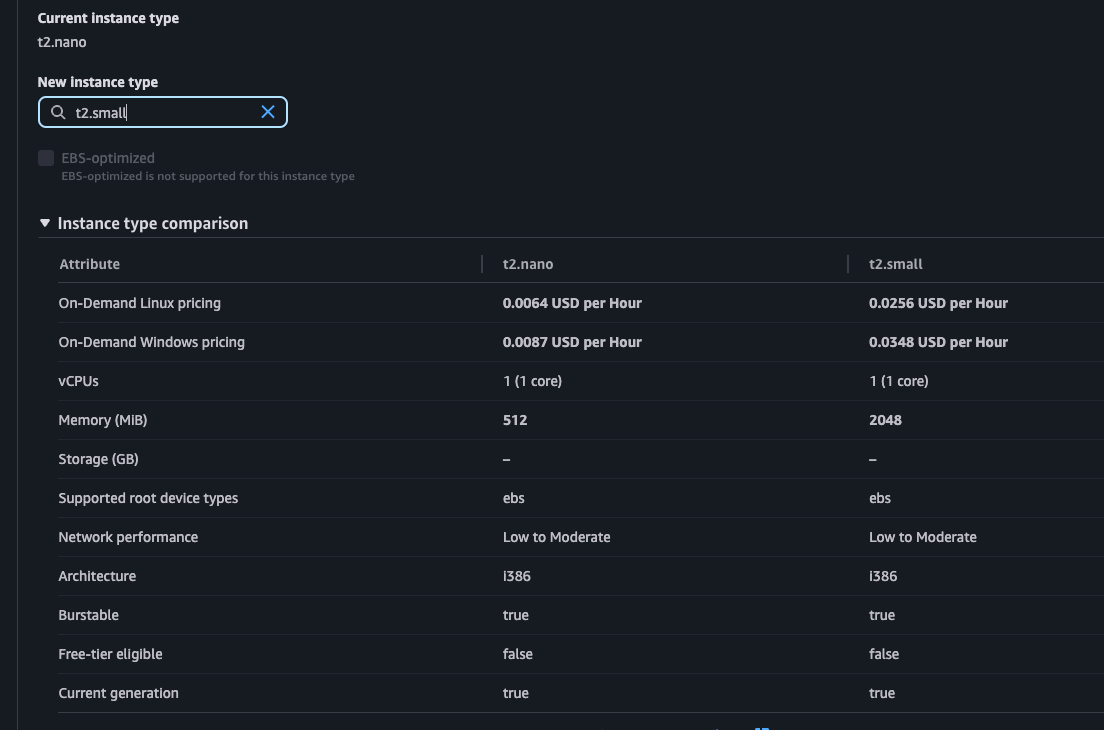 Current instance type
t2.nano
New instance type
t2.small
EBS-optimized
EBS-optimized is not supported for this instance type
Instance type comparison
Attribute t2.nano t2.small
On-Demand Linux pricing 0.0064 USD per Hour 0.0256 USD per Hour
On-Demand Windows pricing 0.0087 USD per Hour 0.0348 USD per Hour
vCPUs 1 (1 core) 1 (1 core)
Memory (MiB) 512 2048
Storage (GB) – –
Supported root device types ebs ebs
Network performance Low to Moderate Low to Moderate
Architecture i386 i386
Burstable true true
Free-tier eligible false false
Current generation true true